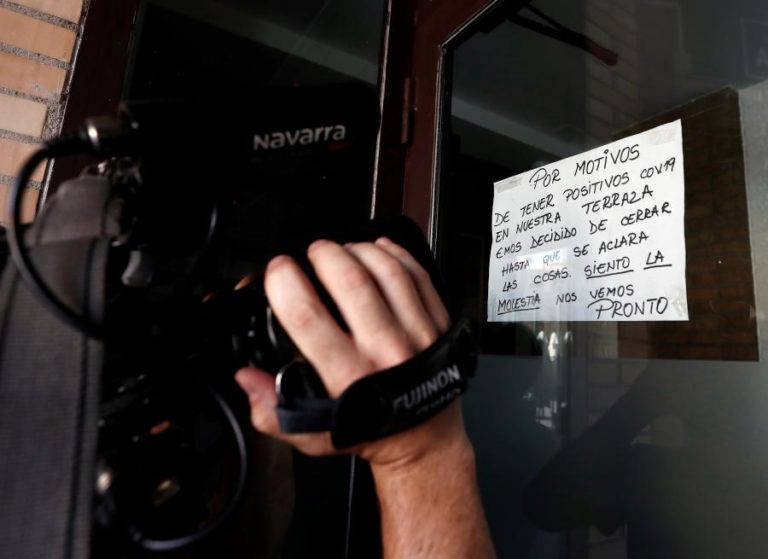 NAVARRA
POR MOTIVOS
DE TENER POSITIVOS COV19
EN NUESTRA TERRAZA
EMOS DECIDIDO DE CERRAR
HASTA QUE SE ACLARA
LAS COSAS. SIENTO LA
MOLESTIA NOS VEMOS
PRONTO
FUJINON